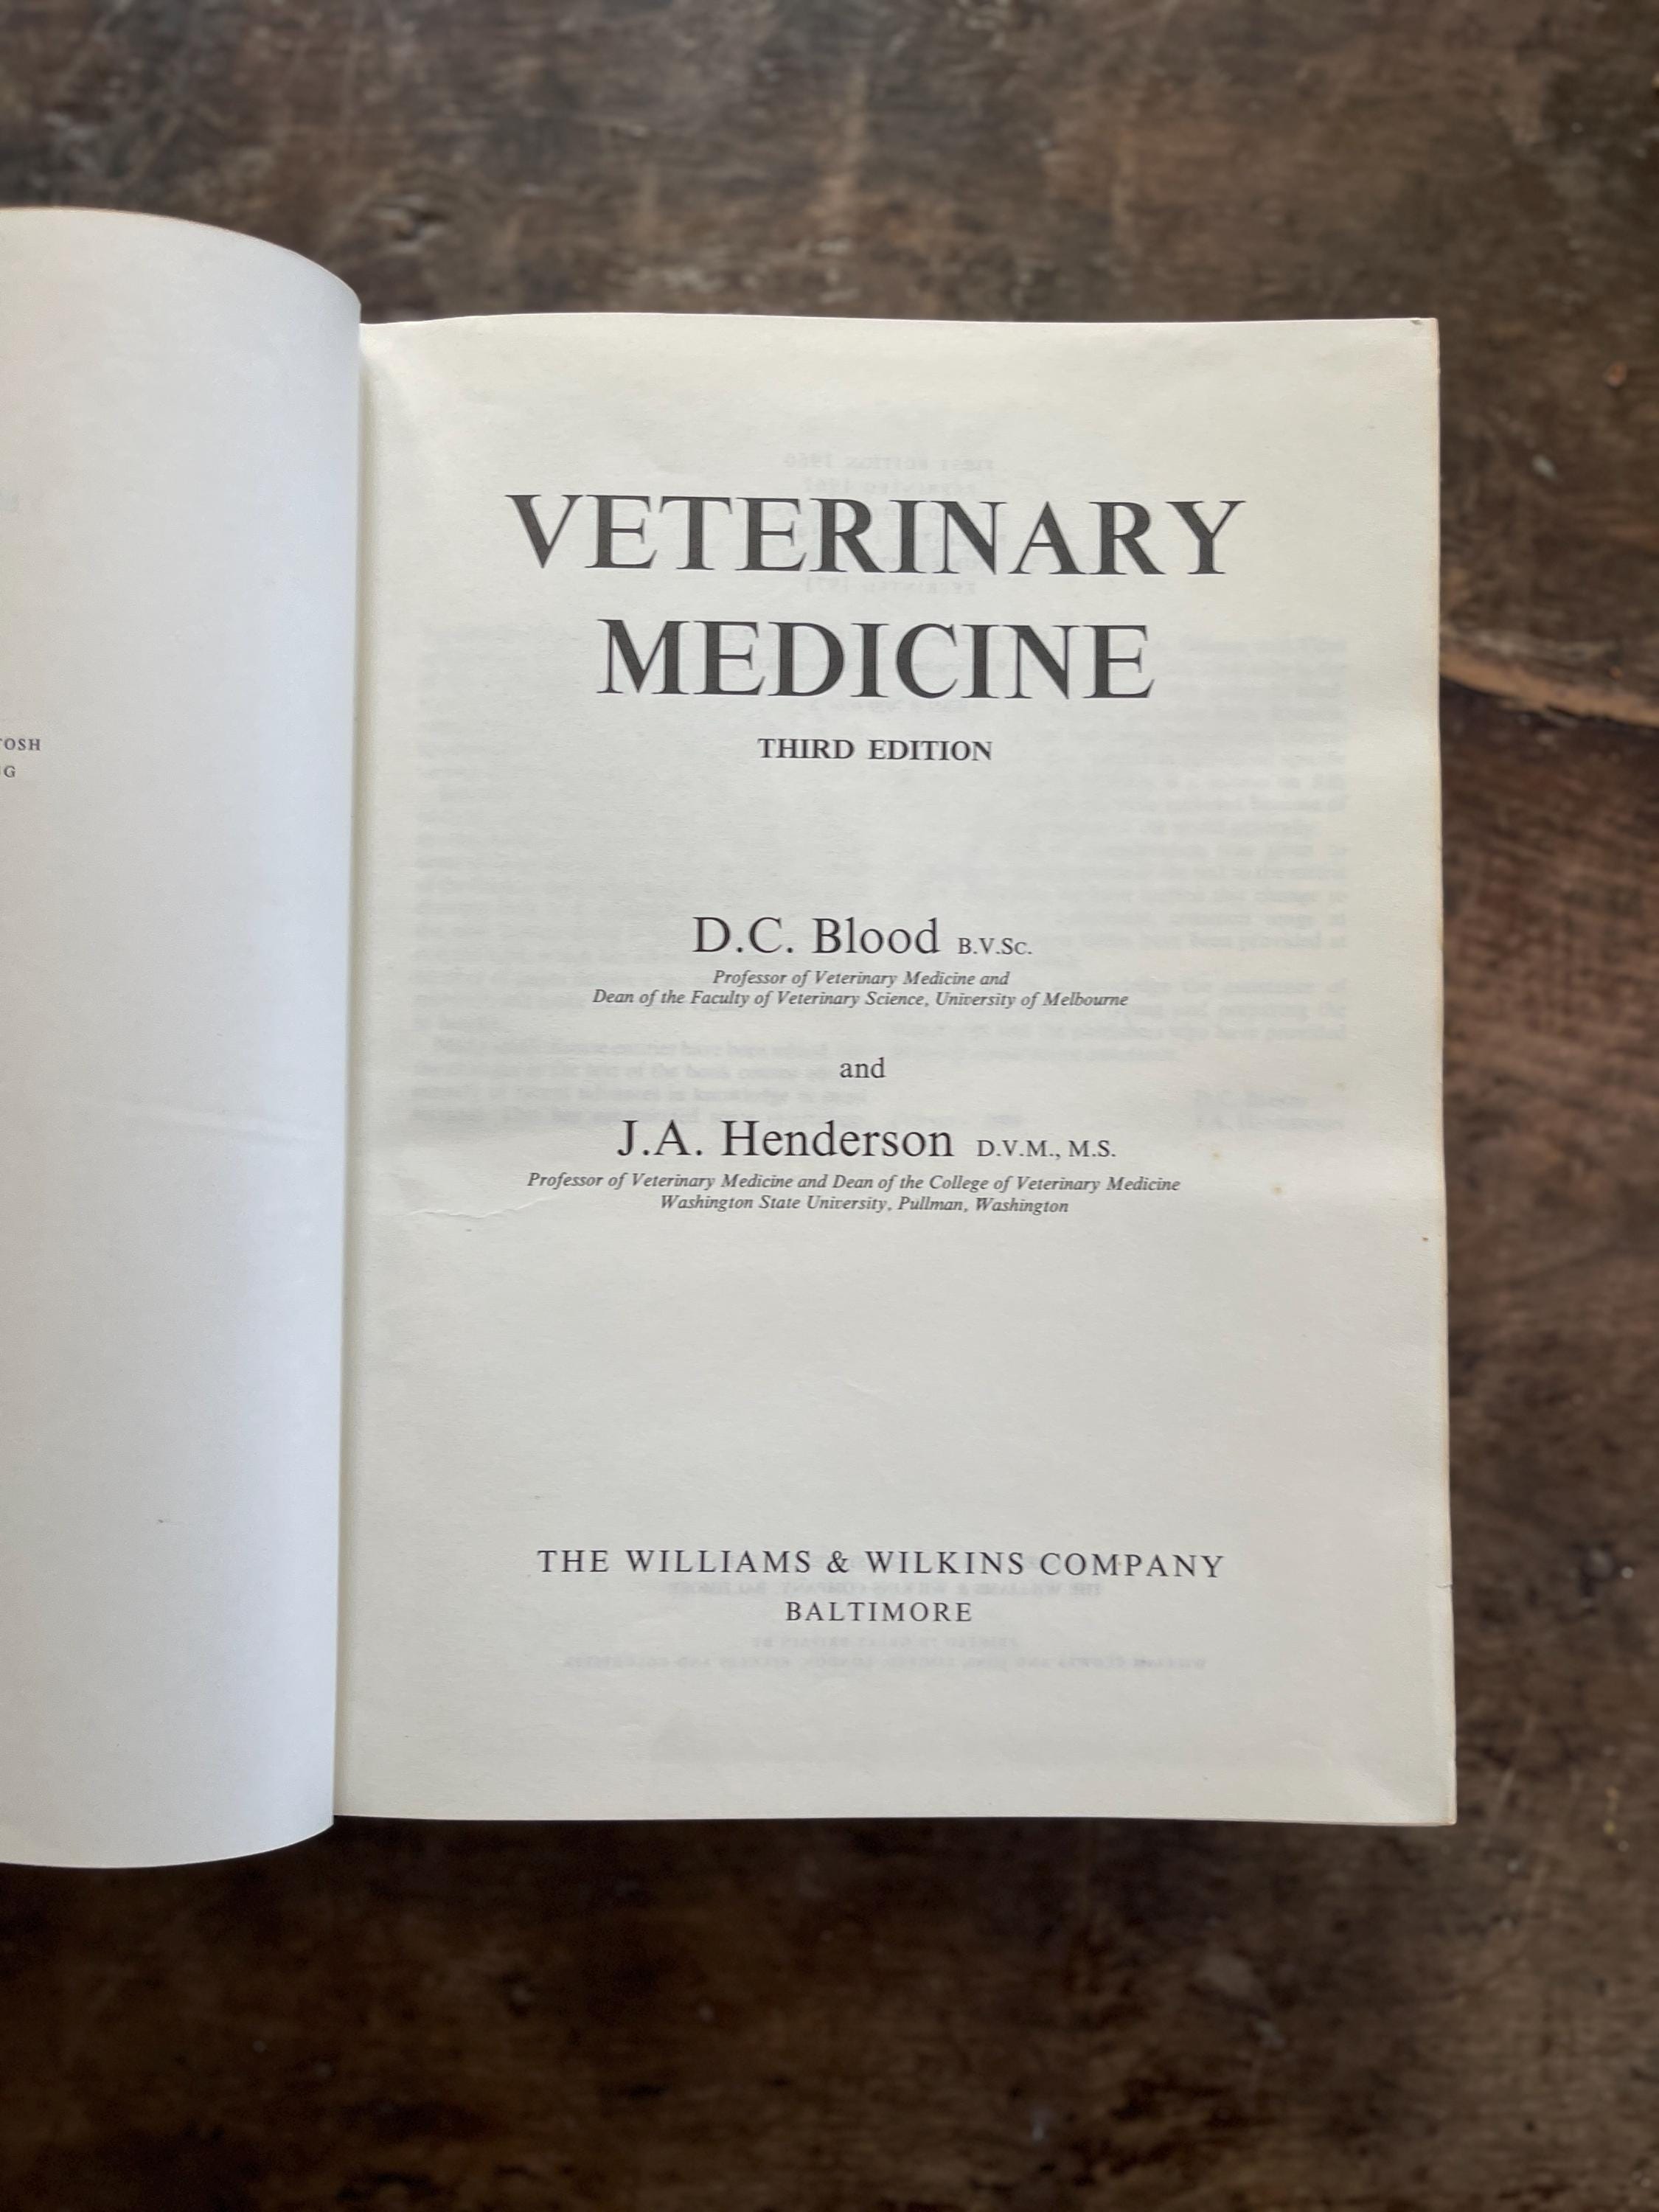 TOSH
G
VETERINARY
MEDICINE
THIRD EDITION
D.C. Blood B.V.Sc.
Professor of Veterinary Medicine and
Dean of the Faculty of Veterinary Science, University of Melbourne
and
J.A. Henderson D.V.M., M.S.
Professor of Veterinary Medicine and Dean of the College of Veterinary Medicine
Washington State University, Pullman, Washington
THE WILLIAMS & WILKINS COMPANY
BALTIMORE